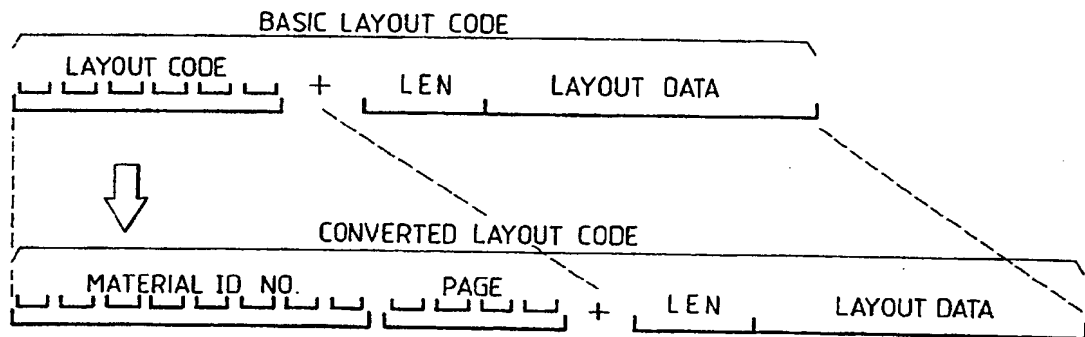 BASIC LAYOUT CODE
LAYOUT CODE + LEN LAYOUT DATA
CONVERTED LAYOUT CODE
MATERIAL ID NO. PAGE + LEN LAYOUT DATA